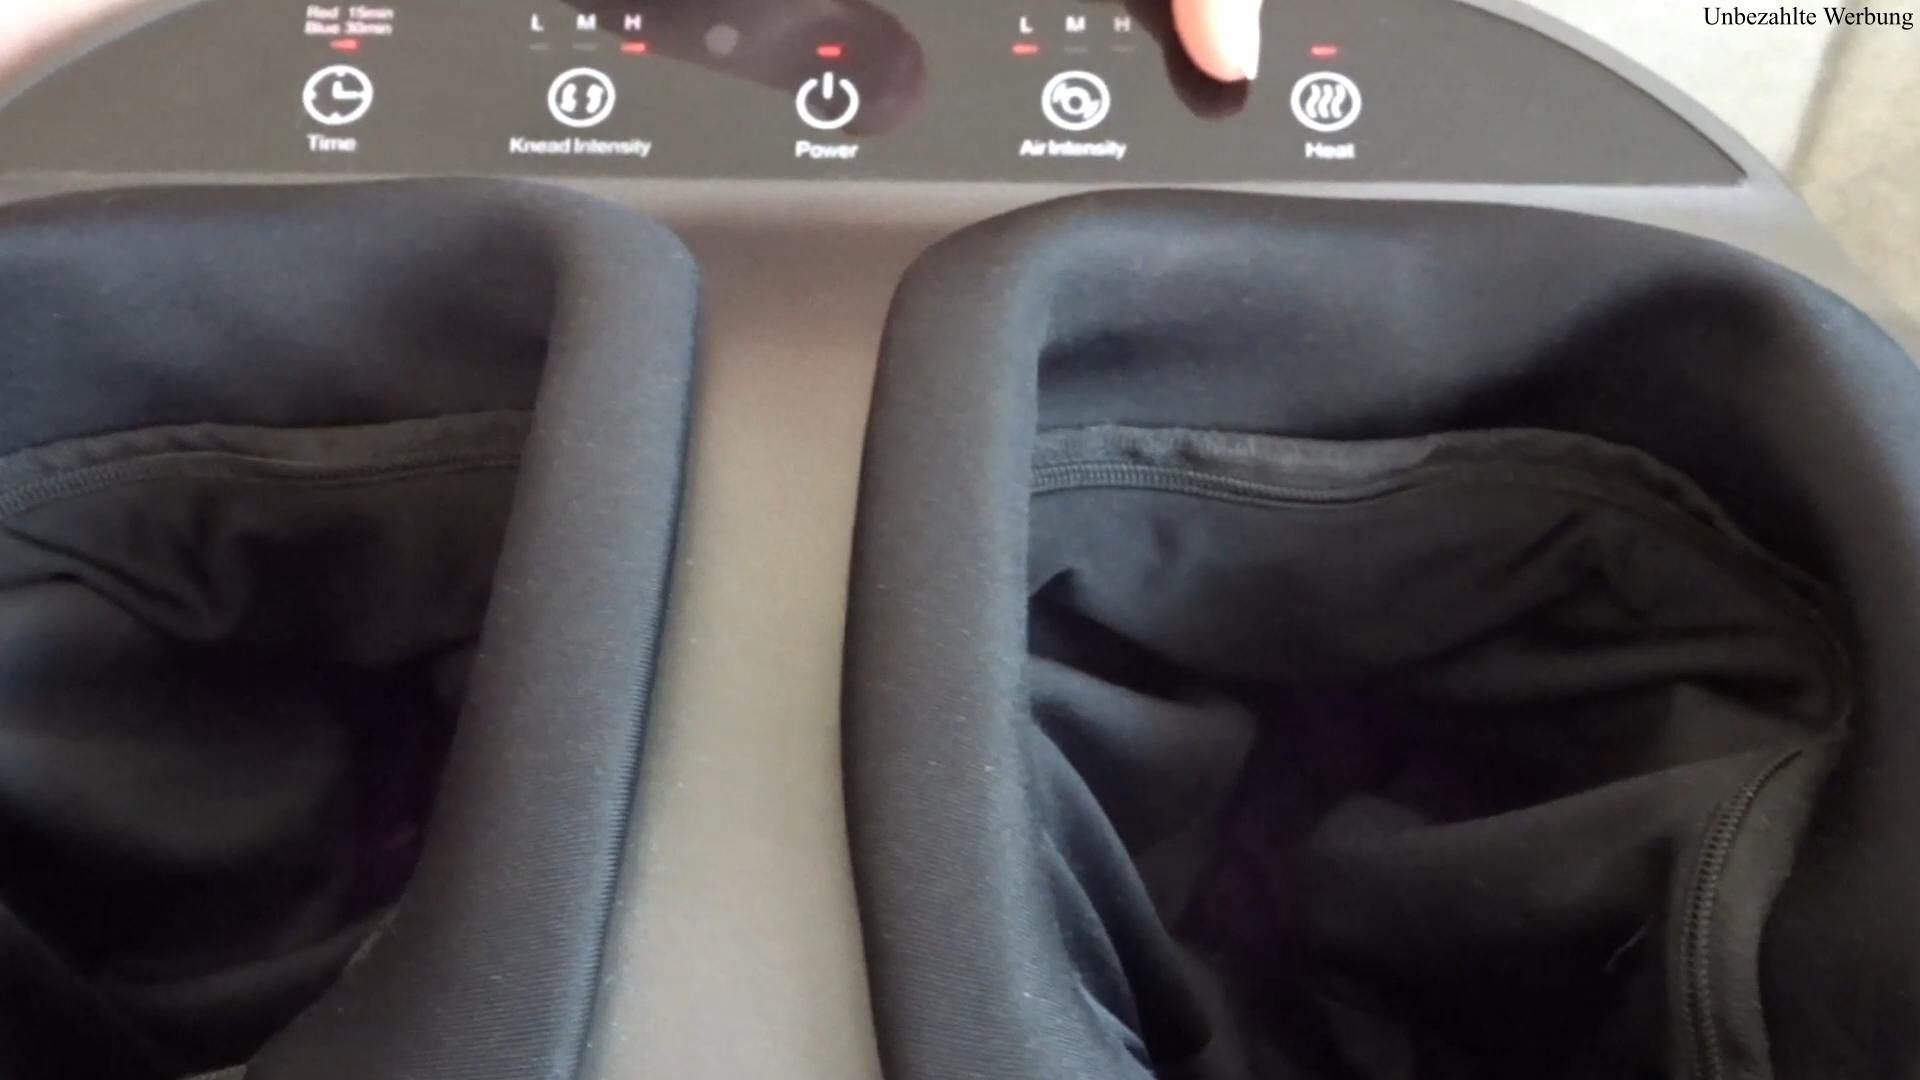 Unbezahlte Werbung
Red 15min
Blue 30min
L M H
L M H
Time
Knead Intensity
Power
Air Intensity
Heat